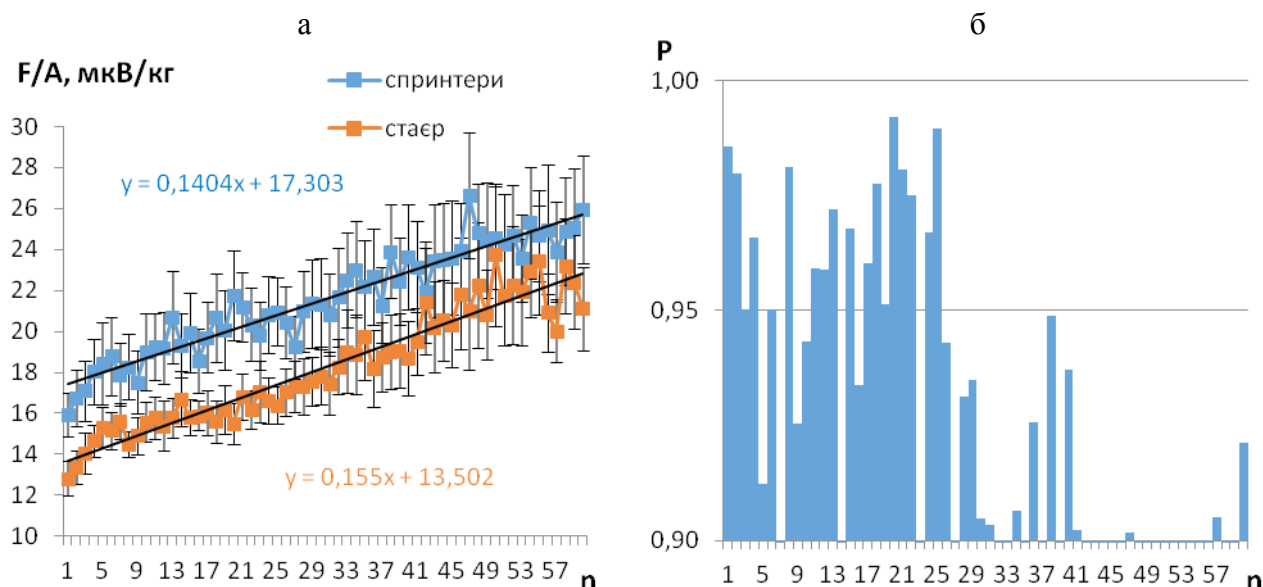 а
F/A, мкВ/кг
спринтери
стаєр
30
28
26
24
22
20
18
16
14
12
10
y = 0,1404x + 17,303
y = 0,155x + 13,502
1 5 9 13 17 21 25 29 33 37 41 45 49 53 57
n
б
P
1,00
0,95
0,90
1 5 9 13 17 21 25 29 33 37 41 45 49 53 57
n